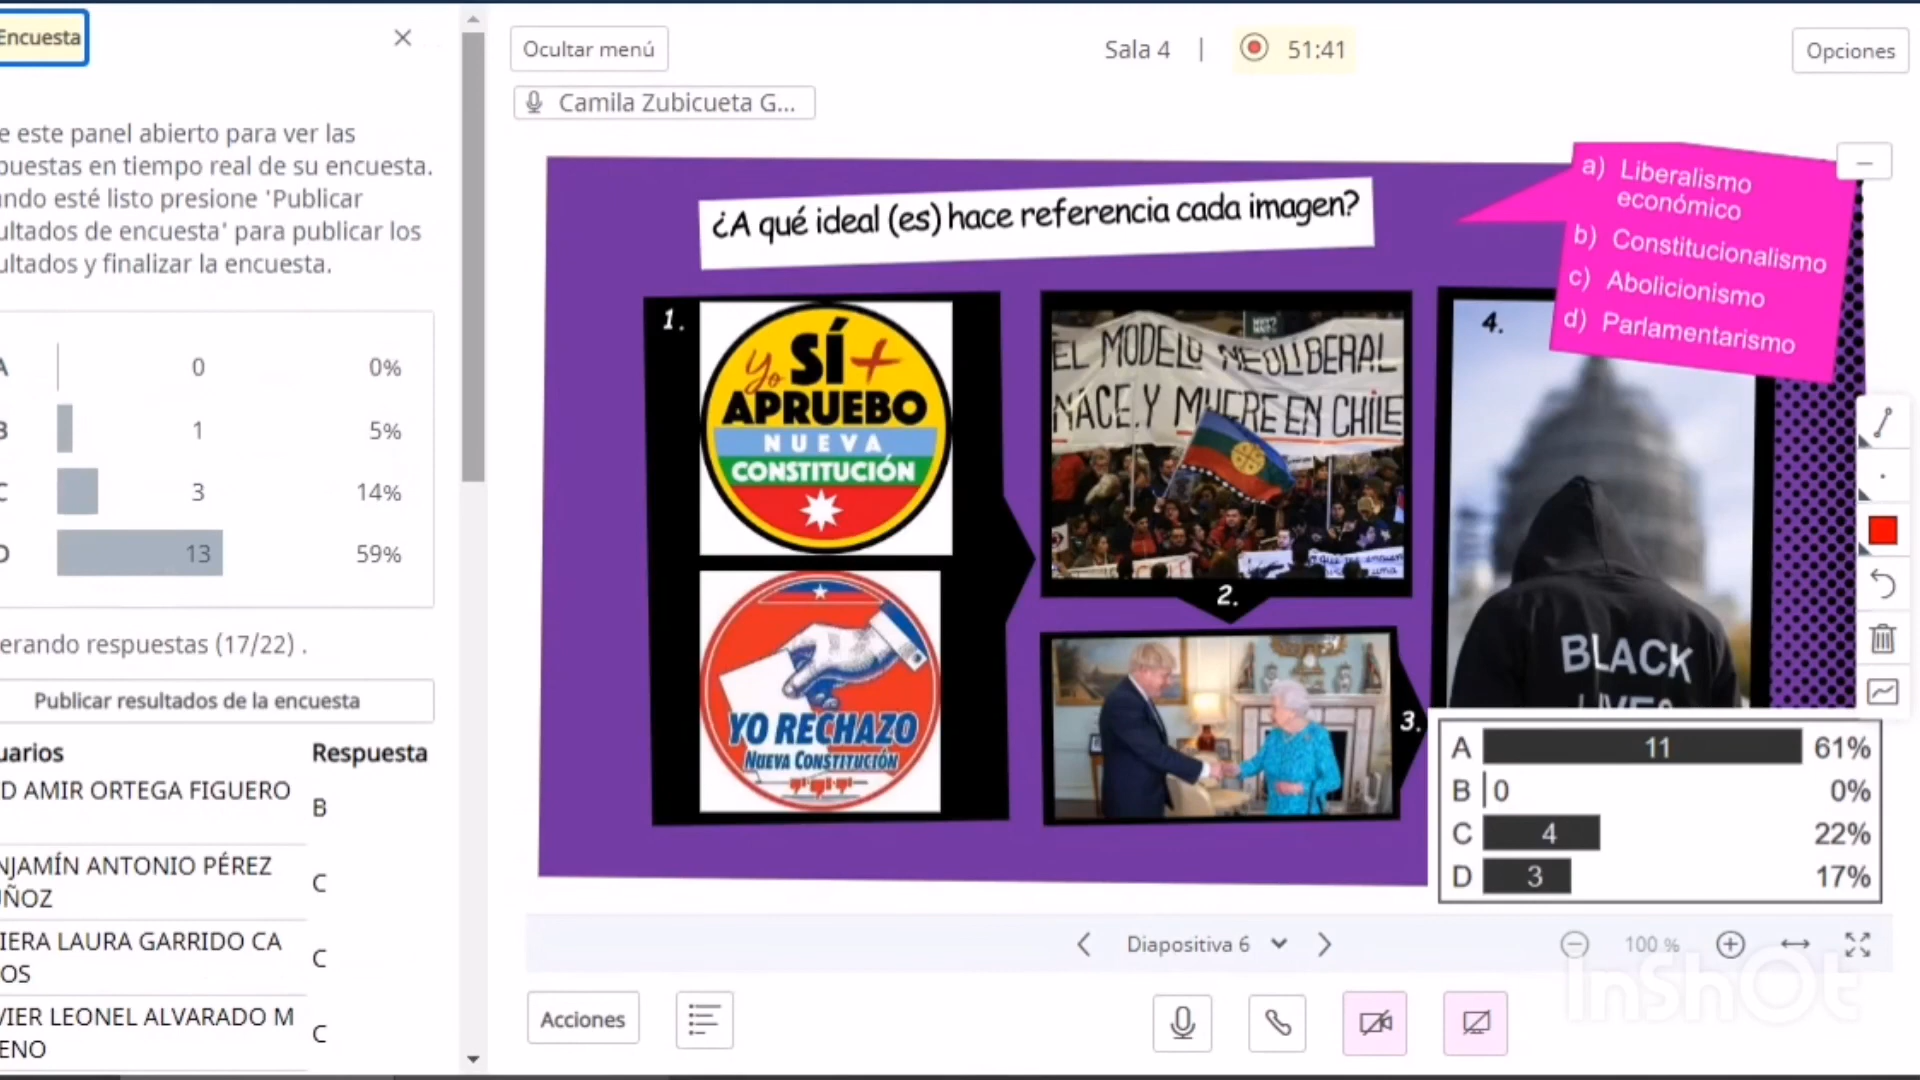 Encuesta
e este panel abierto para ver las
puestas en tiempo real de su encuesta.
ando esté listo presione 'Publicar
ultados de encuesta' para publicar los
ultados y finalizar la encuesta.
A 0 0%
B 1 5%
C 3 14%
D 13 59%
erando respuestas (17/22) .
Publicar resultados de la encuesta
uarios Respuesta
D AMIR ORTEGA FIGUERO
B
NJAMÍN ANTONIO PÉREZ
ÑOZ
C
IERA LAURA GARRIDO CA
OS
C
VIER LEONEL ALVARADO M
ENO
C
Ocultar menú
Sala 4 | 51:41
Opciones
Camila Zubicueta G...
¿A qué ideal (es) hace referencia cada imagen?
a) Liberalismo
económico
b) Constitucionalismo
c) Abolicionismo
d) Parlamentarismo
1.
Yo SÍ +
APRUEBO
NUEVA
CONSTITUCIÓN
YO RECHAZO
NUEVA CONSTITUCIÓN
EL MODELO NEOLIBERAL
NACE Y MUERE EN CHILE
2.
3.
4.
BLACK
LIVES
A 11 61%
B 0 0%
C 4 22%
D 3 17%
Diapositiva 6
100 %
Acciones
InShOt